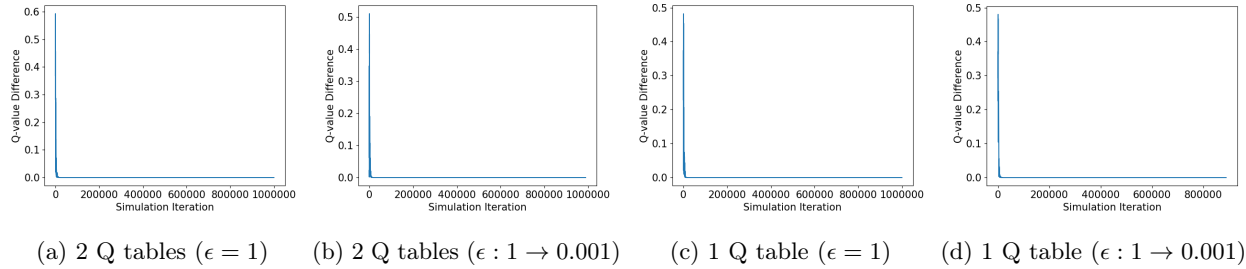 0.6
0.5
0.4
0.3
0.2
0.1
0.0
Q-value Difference
0 200000 400000 600000 800000 1000000
Simulation Iteration
(a) 2 Q tables (ϵ = 1)
0.5
0.4
0.3
0.2
0.1
0.0
Q-value Difference
0 200000 400000 600000 800000 1000000
Simulation Iteration
(b) 2 Q tables (ϵ : 1 → 0.001)
0.5
0.4
0.3
0.2
0.1
0.0
Q-value Difference
0 200000 400000 600000 800000 1000000
Simulation Iteration
(c) 1 Q table (ϵ = 1)
0.5
0.4
0.3
0.2
0.1
0.0
Q-value Difference
0 200000 400000 600000 800000
Simulation Iteration
(d) 1 Q table (ϵ : 1 → 0.001)